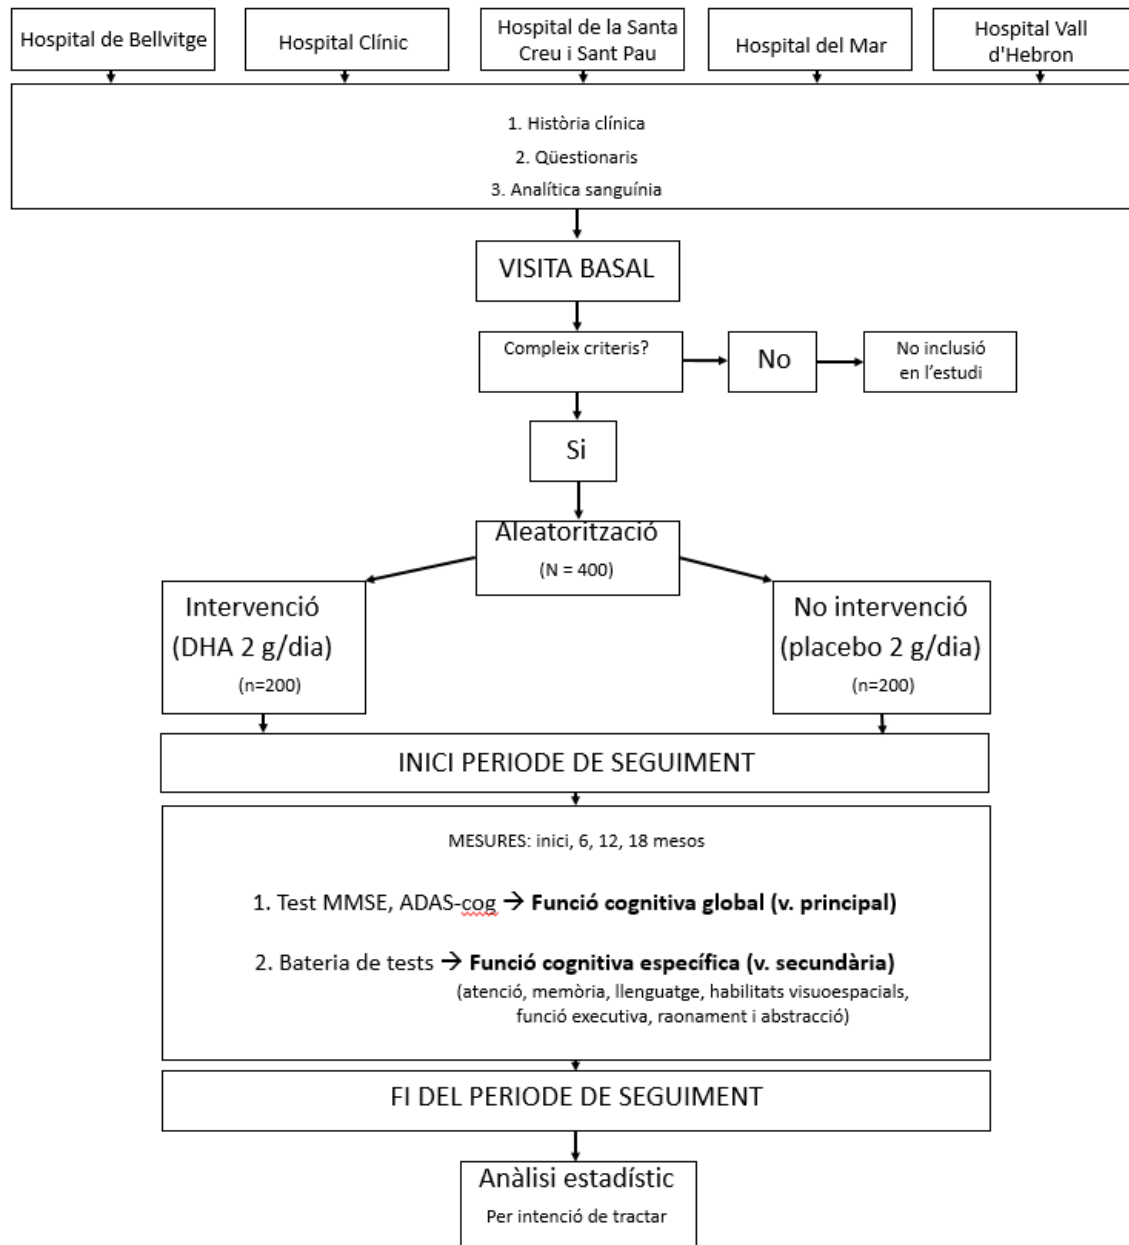 Hospital de Bellvitge
Hospital Clínic
Hospital de la Santa
Creu i Sant Pau
Hospital del Mar
Hospital Vall
d'Hebron
1. Història clínica
2. Qüestionaris
3. Analítica sanguínia
VISITA BASAL
Compleix criteris?
No
No inclusió
en l'estudi
Si
Aleatorització
(N = 400)
Intervenció
(DHA 2 g/dia)
(n=200)
No intervenció
(placebo 2 g/dia)
(n=200)
INICI PERIODE DE SEGUIMENT
MESURES: inici, 6, 12, 18 mesos
1. Test MMSE, ADAS-cog → Funció cognitiva global (v. principal)
2. Bateria de tests → Funció cognitiva específica (v. secundària)
(atenció, memòria, llenguatge, habilitats visuoespacials,
funció executiva, raonament i abstracció)
FI DEL PERIODE DE SEGUIMENT
Anàlisi estadístic
Per intenció de tractar